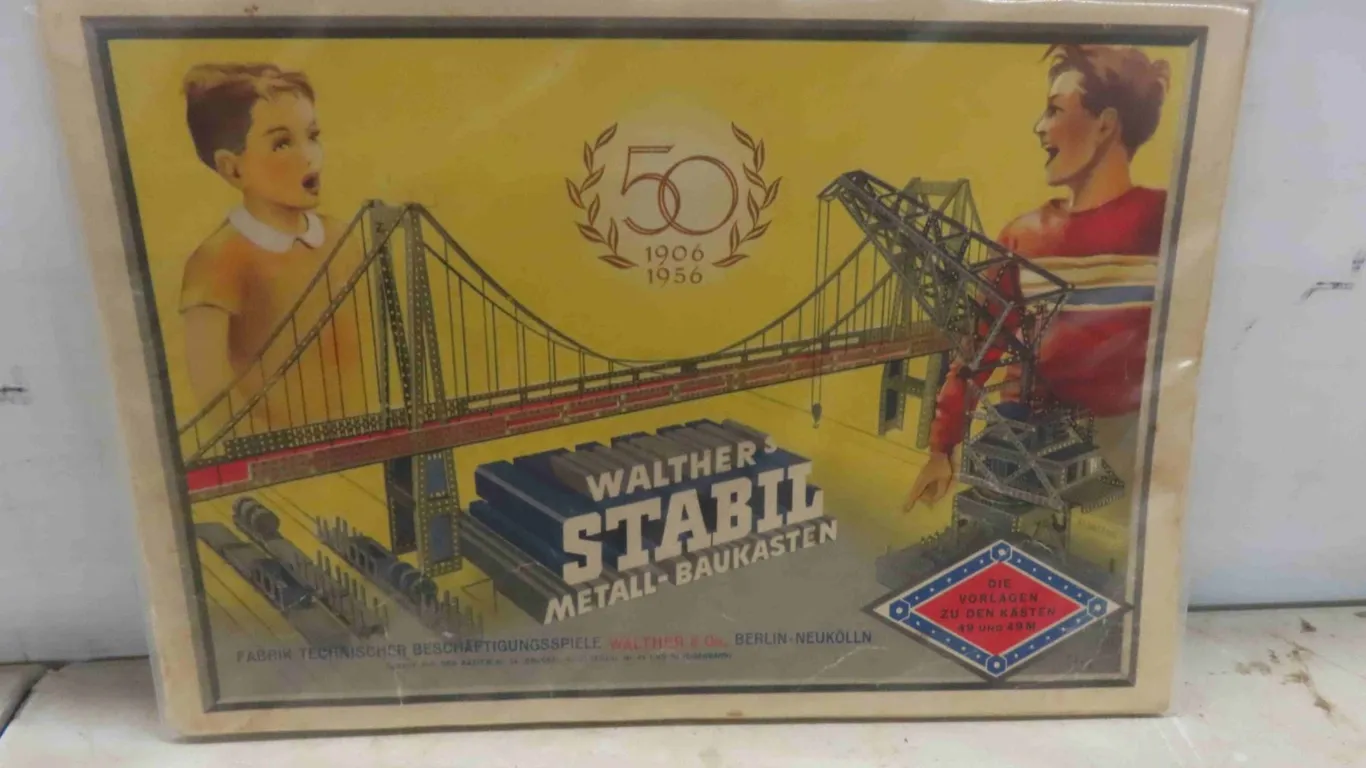 50
1906
1956
WALTHER's
STABIL
METALL-BAUKASTEN
FABRIK TECHNISCHER BESCHÄFTIGUNGSSPIELE WALTHER & Co., BERLIN-NEUKÖLLN
DIE
VORLAGEN
ZU DEN KÄSTEN
49 UND 49M